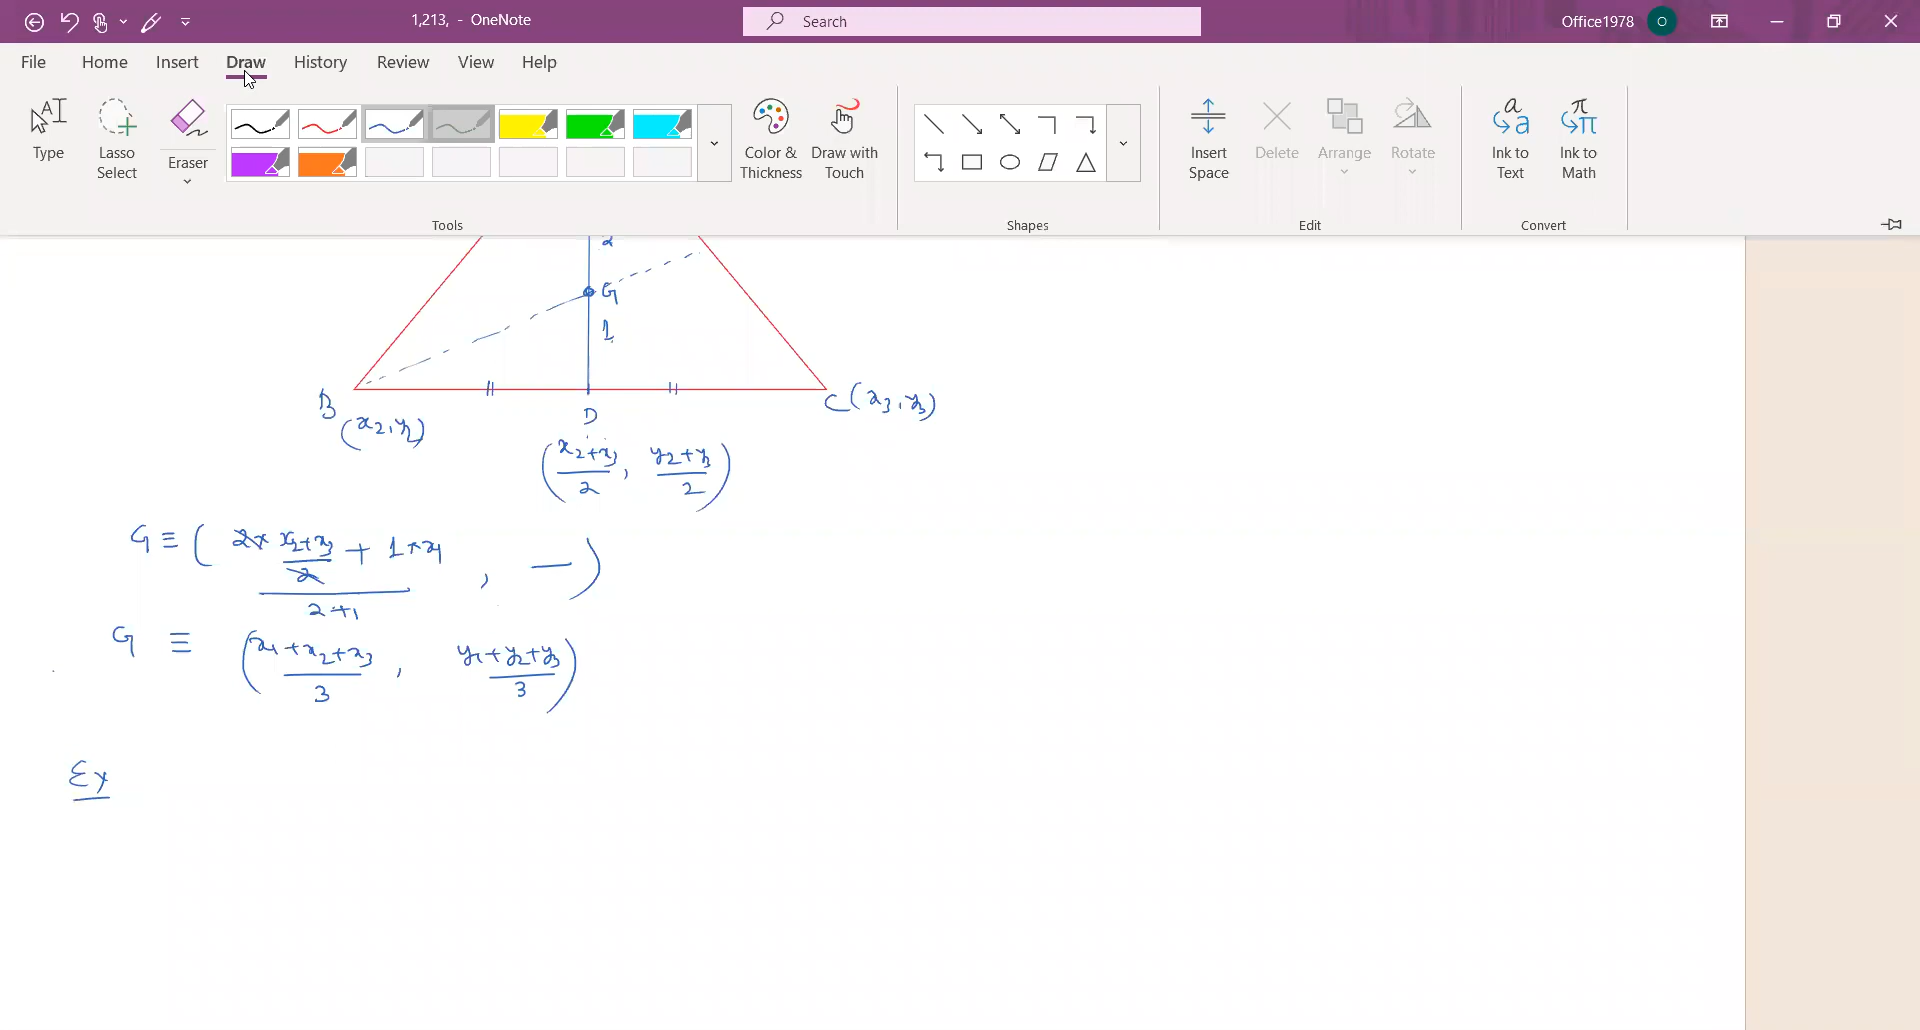 1,213, - OneNote
Search
Office1978 O
File Home Insert Draw History Review View Help
Type
Lasso Select
Eraser
Color & Thickness
Draw with Touch
Insert Space
Delete
Arrange
Rotate
Ink to Text
Ink to Math
Tools
Shapes
Edit
Convert
2
G
1
B
(x₂, y₂)
D
C (x₃, y₃)
((x₂+x₃)/2, (y₂+y₃)/2)
G ≡ ((2× (x₂+x₃)/2 + 1×x₁)/(2+1), —)
G ≡ ((x₁+x₂+x₃)/3, (y₁+y₂+y₃)/3)
Ex